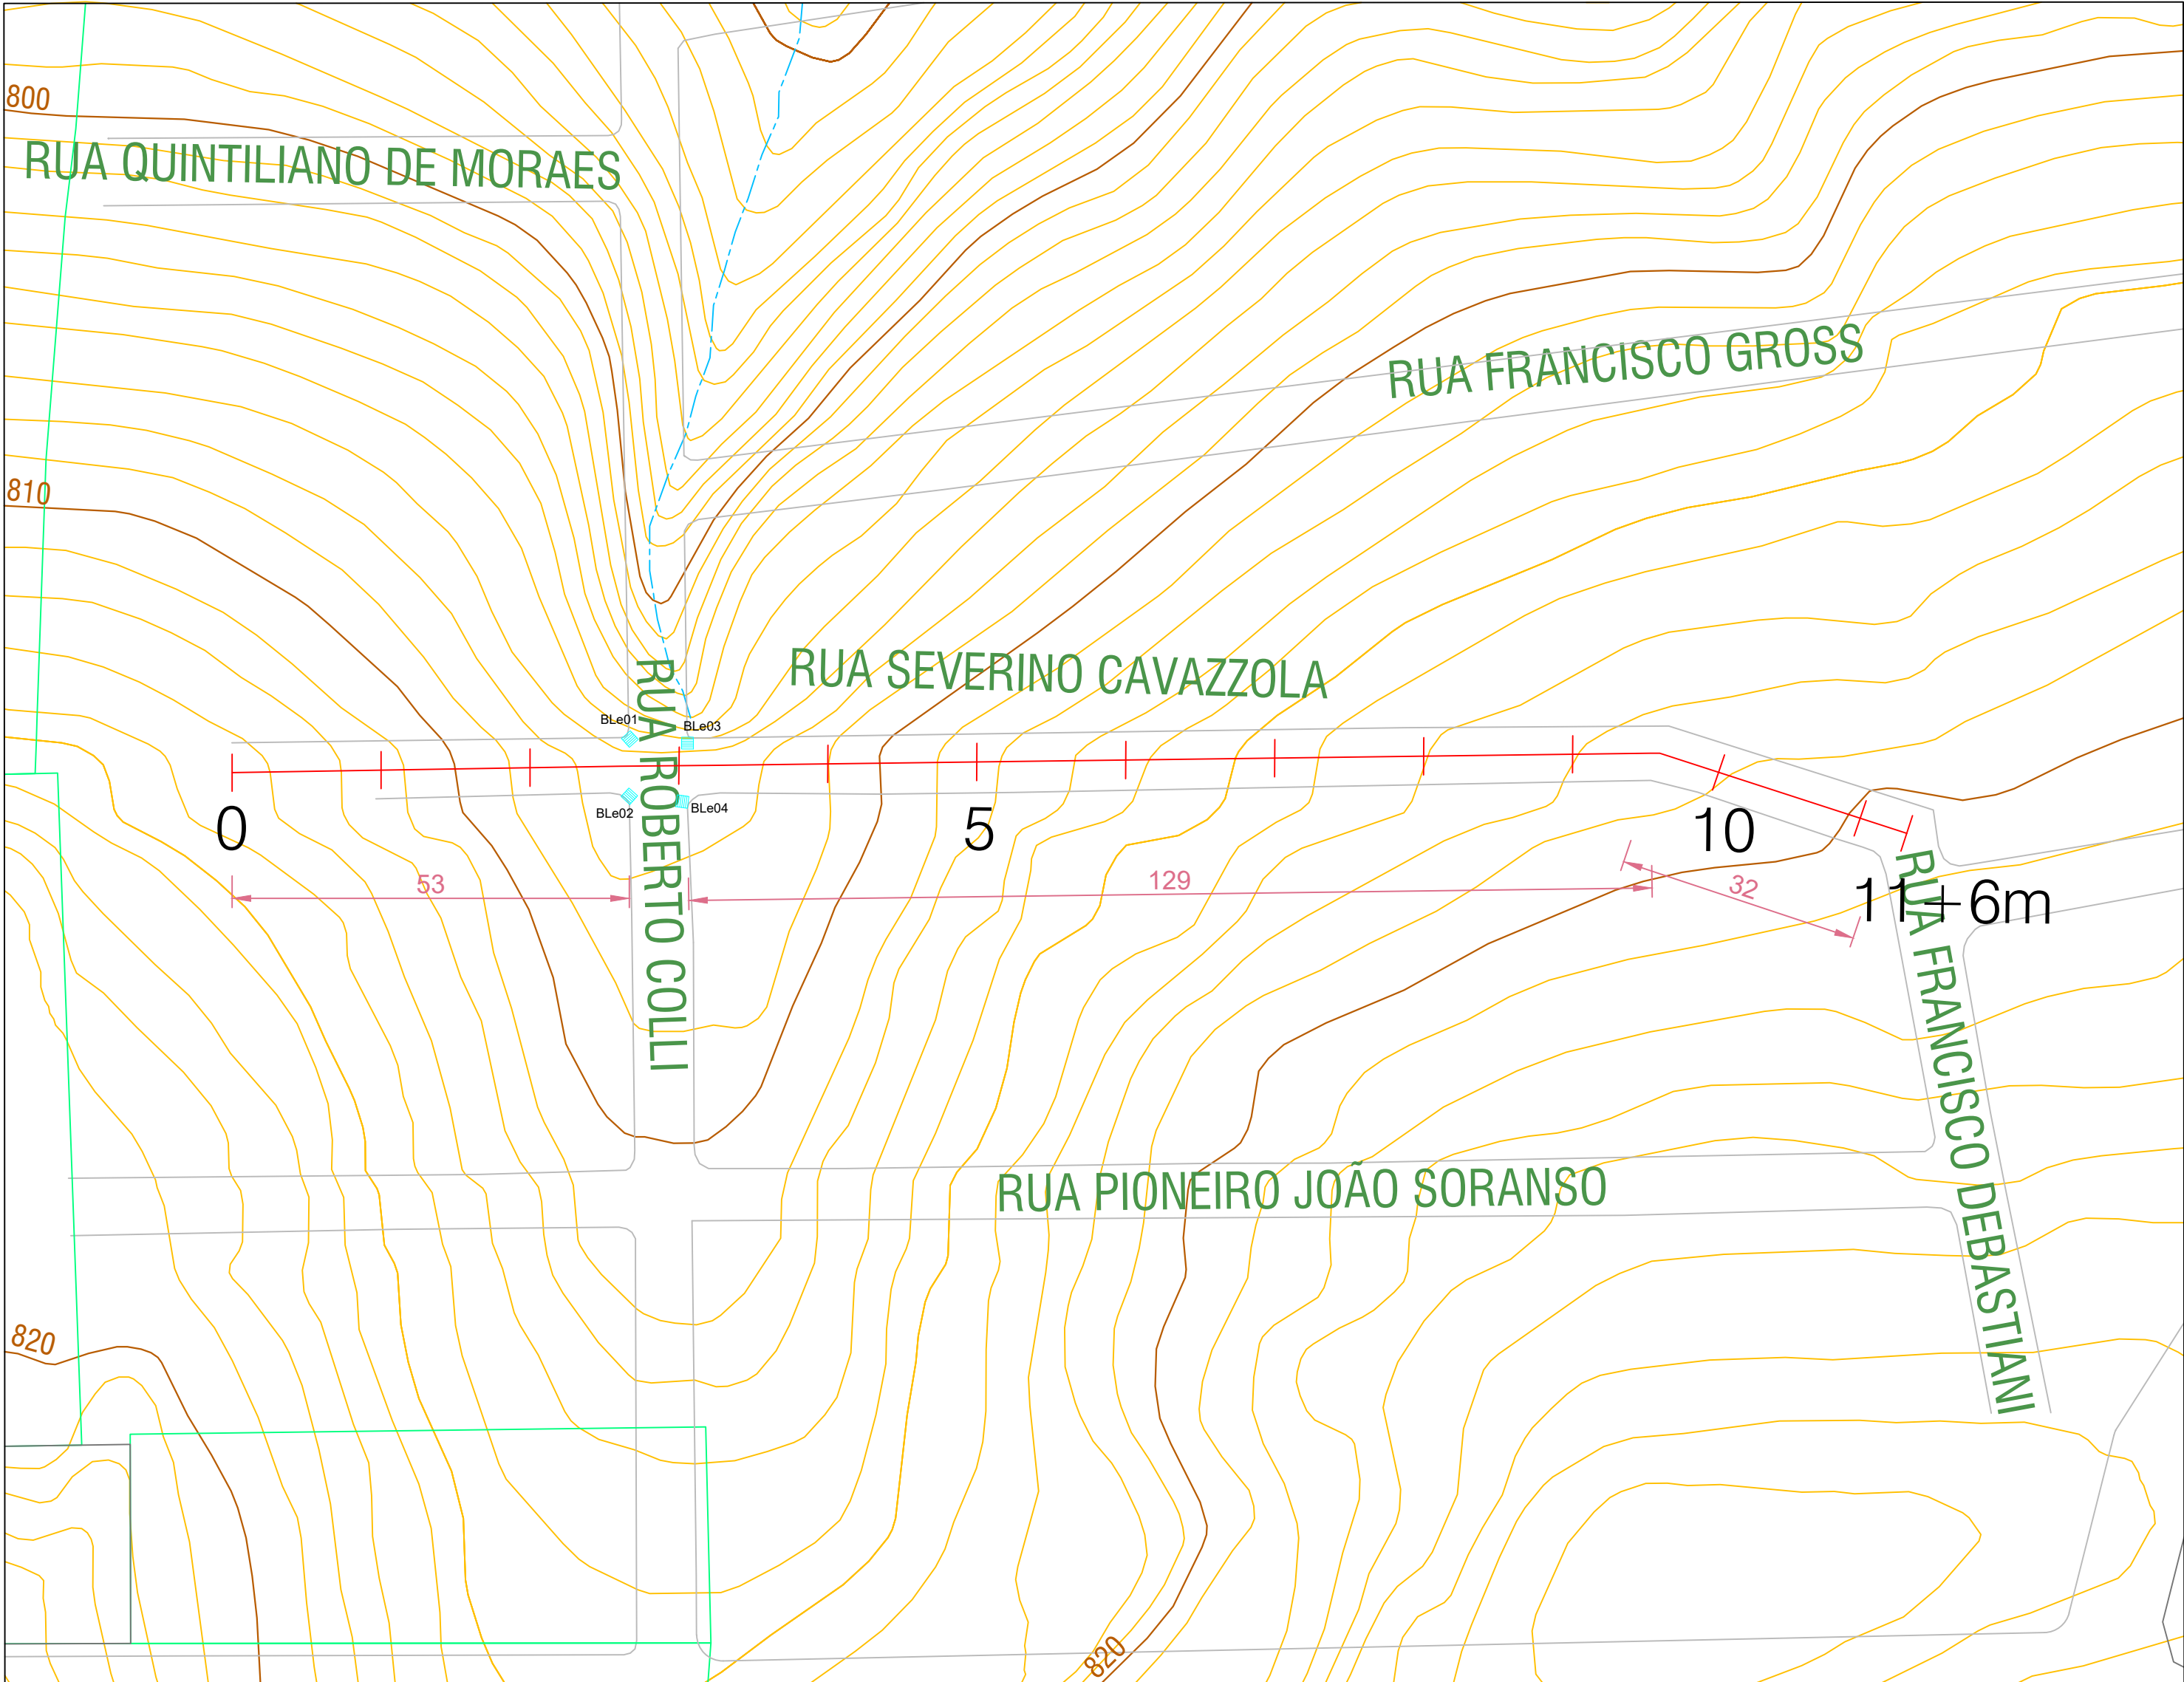 800
RUA QUINTILIANO DE MORAES
RUA FRANCISCO GROSS
810
RUA SEVERINO CAVAZZOLA
RUA ROBERTO COLLI
BLe01
BLe03
BLe02
BLe04
0
5
10
11+6m
53
129
32
RUA FRANCISCO DEBASTIANI
RUA PIONEIRO JOÃO SORANSO
820
820